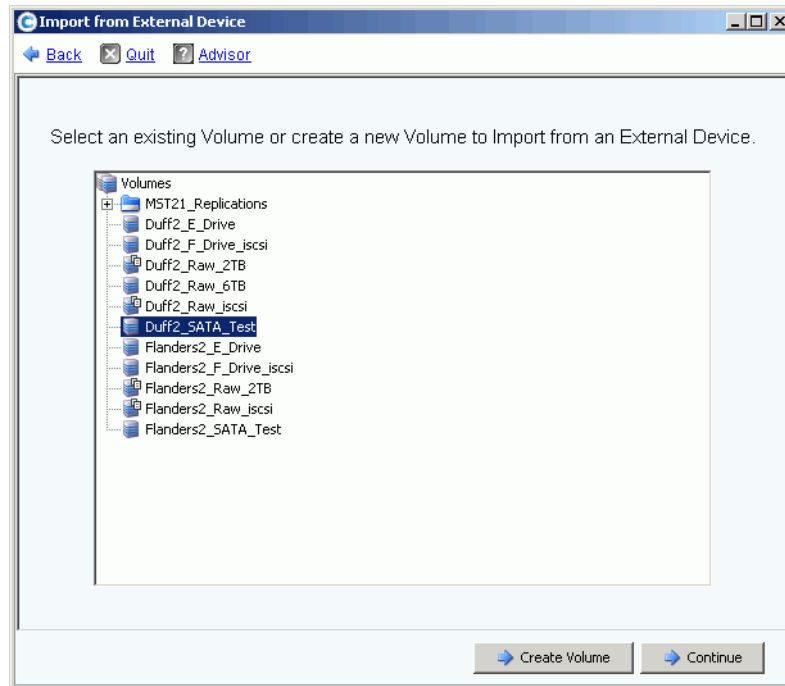 Import from External Device
Back Quit ? Advisor
Select an existing Volume or create a new Volume to Import from an External Device.
Volumes
MST21_Replications
Duff2_E_Drive
Duff2_F_Drive_iscsi
Duff2_Raw_2TB
Duff2_Raw_6TB
Duff2_Raw_iscsi
Duff2_SATA_Test
Flanders2_E_Drive
Flanders2_F_Drive_iscsi
Flanders2_Raw_2TB
Flanders2_Raw_iscsi
Flanders2_SATA_Test
Create Volume Continue